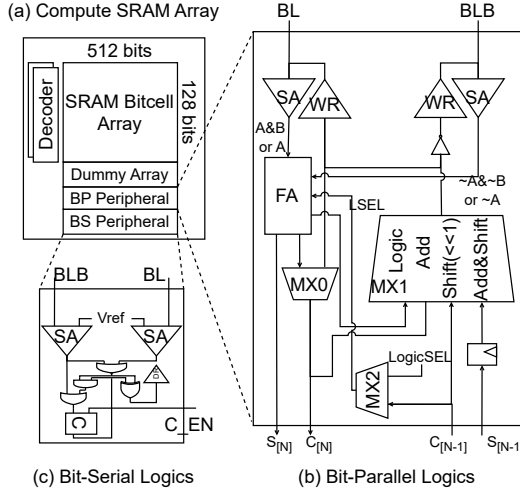 (a) Compute SRAM Array
512 bits
Decoder
SRAM Bitcell
Array
128 bits
Dummy Array
BP Peripheral
BS Peripheral
BLB
BL
SA
Vref
SA
C
C_EN
(c) Bit-Serial Logics
BL
BLB
SA
WR
WR
SA
A&B
or A
~A&~B
or ~A
FA
LSEL
MX0
MX1
Logic
Add
Shift(<<1)
Add&Shift
LogicSEL
MX2
S[N]
C[N]
C[N-1]
S[N-1
(b) Bit-Parallel Logics